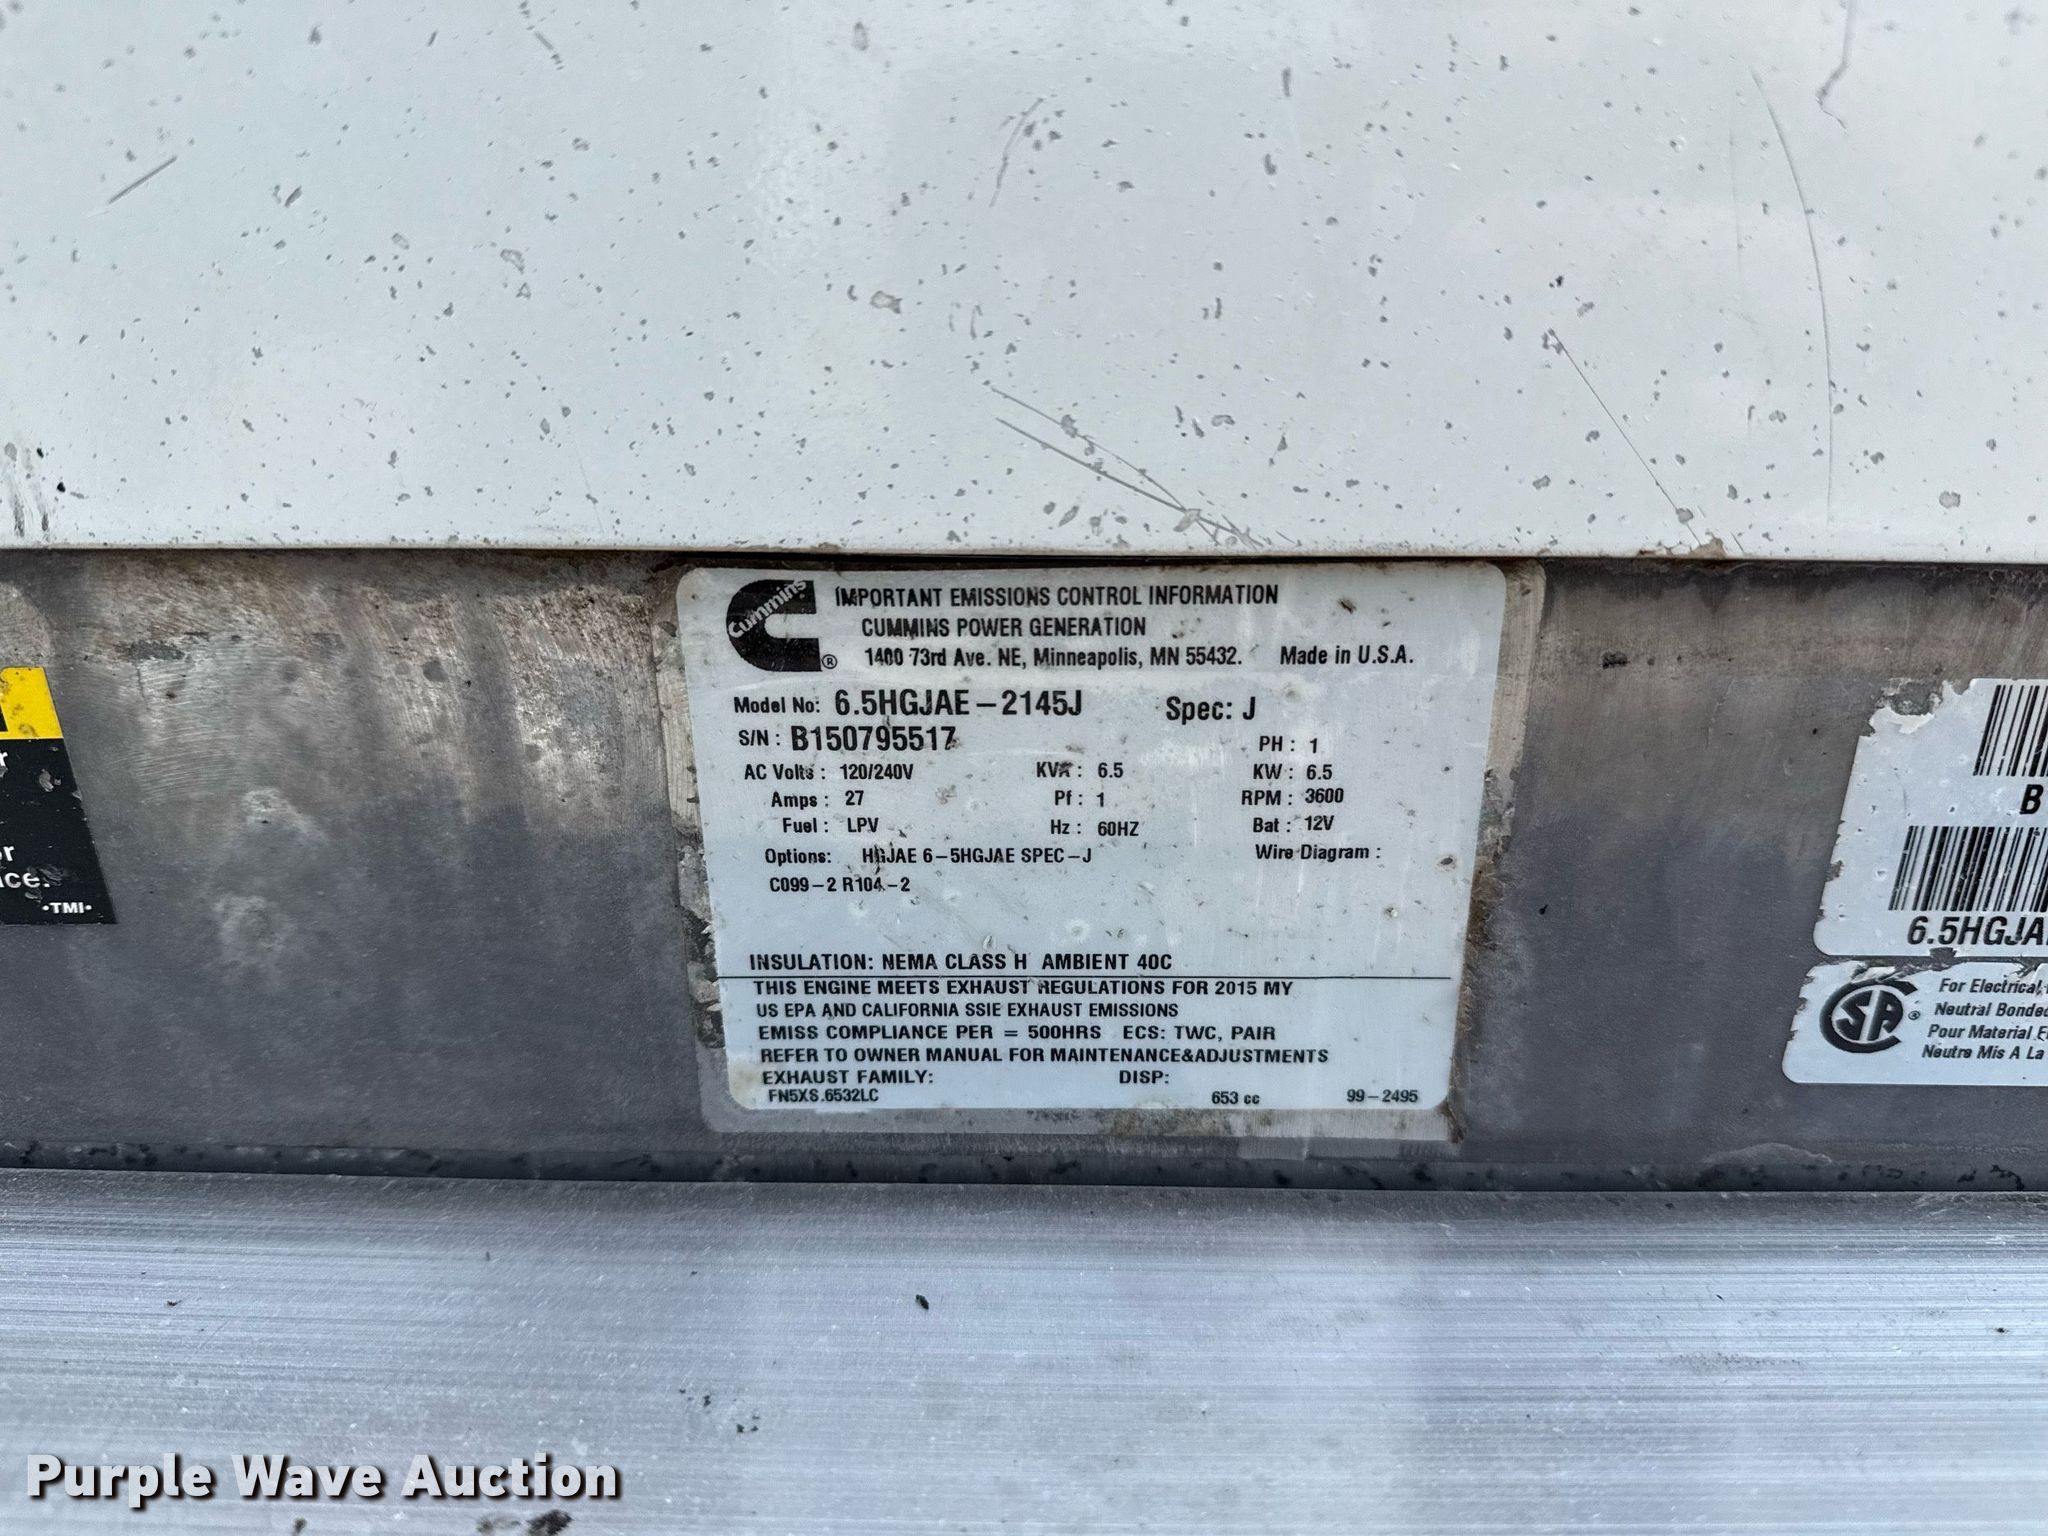 Cummins
®
IMPORTANT EMISSIONS CONTROL INFORMATION
CUMMINS POWER GENERATION
1400 73rd Ave. NE, Minneapolis, MN 55432. Made in U.S.A.
Model No: 6.5HGJAE-2145J Spec: J
S/N: B150795517 PH: 1
AC Volts: 120/240V KVA: 6.5 KW: 6.5
Amps: 27 Pf: 1 RPM: 3600
Fuel: LPV Hz: 60HZ Bat: 12V
Options: HGJAE 6-5HGJAE SPEC-J Wire Diagram:
C099-2 R104-2
INSULATION: NEMA CLASS H AMBIENT 40C
THIS ENGINE MEETS EXHAUST REGULATIONS FOR 2015 MY
US EPA AND CALIFORNIA SSIE EXHAUST EMISSIONS
EMISS COMPLIANCE PER = 500HRS ECS: TWC, PAIR
REFER TO OWNER MANUAL FOR MAINTENANCE&ADJUSTMENTS
EXHAUST FAMILY: DISP:
FN5XS.6532LC 653 cc 99-2495
•TMI•
B
6.5HGJA
SA ®
For Electrical
Neutral Bonded
Pour Material
Neutre Mis A La
Purple Wave Auction